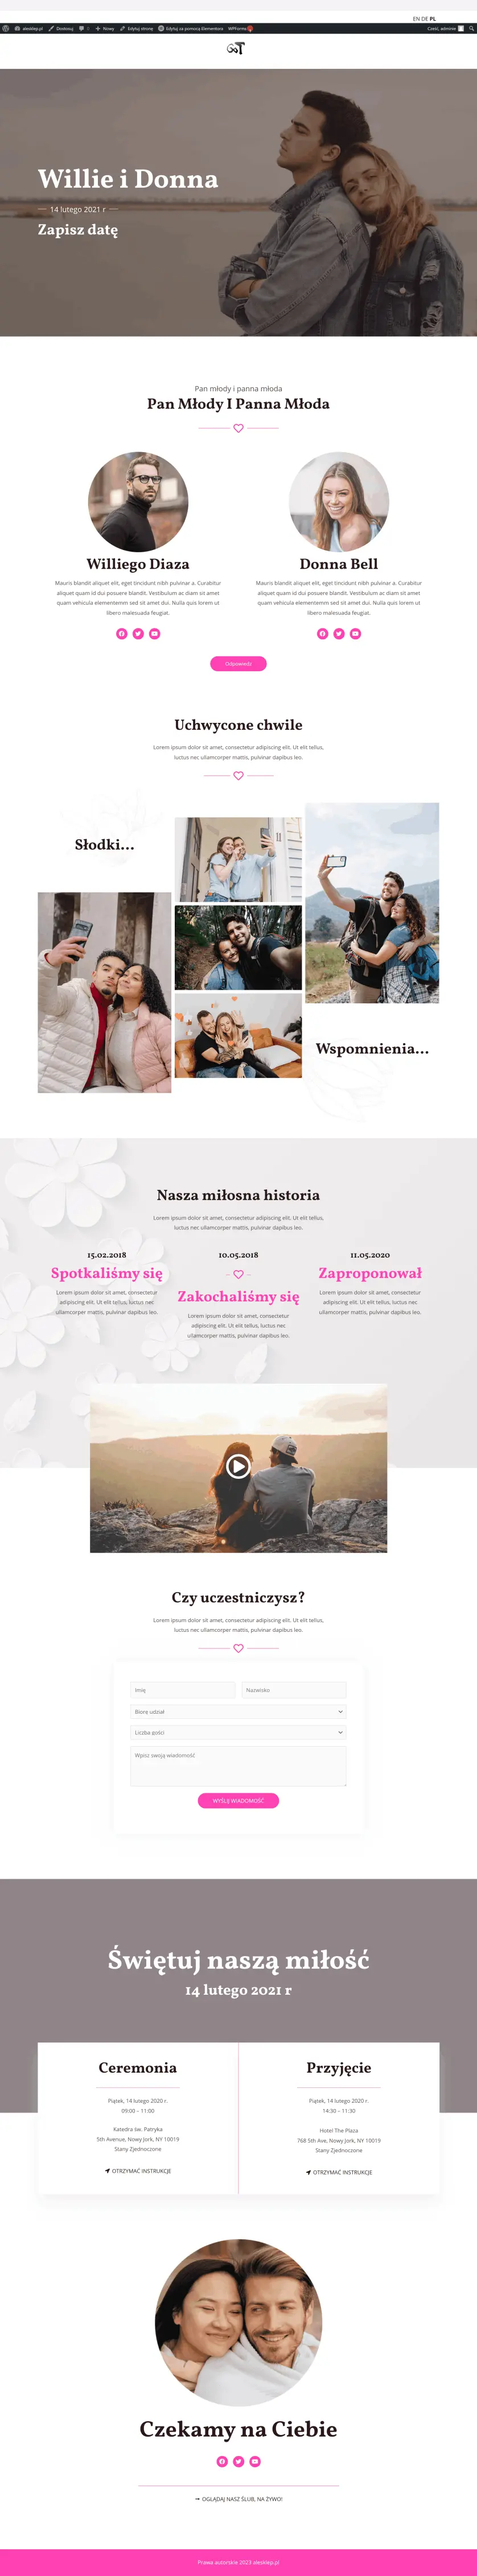 EN DE PL
olesklep.pl Dostosuj 0 Nowy Edytuj stronę Edytuj za pomocą Elementora WPForms Cześć, adminek
Willie i Donna
14 lutego 2021 r
Zapisz datę
Pan młody i panna młoda
Pan Młody I Panna Młoda
Williego Diaza
Mauris blandit aliquet elit, eget tincidunt nibh pulvinar a. Curabitur
aliquet quam id dui posuere blandit. Vestibulum ac diam sit amet
quam vehicula elementemm sed sit amet dui. Nulla quis lorem ut
libero malesuada feugiat.
Donna Bell
Mauris blandit aliquet elit, eget tincidunt nibh pulvinar a. Curabitur
aliquet quam id dui posuere blandit. Vestibulum ac diam sit amet
quam vehicula elementemm sed sit amet dui. Nulla quis lorem ut
libero malesuada feugiat.
Odpowiedz
Uchwycone chwile
Lorem ipsum dolor sit amet, consectetur adipiscing elit. Ut elit tellus,
luctus nec ullamcorper mattis, pulvinar dapibus leo.
Słodki...
Wspomnienia...
Nasza miłosna historia
Lorem ipsum dolor sit amet, consectetur adipiscing elit. Ut elit tellus,
luctus nec ullamcorper mattis, pulvinar dapibus leo.
15.02.2018
Spotkaliśmy się
Lorem ipsum dolor sit amet, consectetur
adipiscing elit. Ut elit tellus, luctus nec
ullamcorper mattis, pulvinar dapibus leo.
10.05.2018
Zakochaliśmy się
Lorem ipsum dolor sit amet, consectetur
adipiscing elit. Ut elit tellus, luctus nec
ullamcorper mattis, pulvinar dapibus leo.
11.05.2020
Zaproponował
Lorem ipsum dolor sit amet, consectetur
adipiscing elit. Ut elit tellus, luctus nec
ullamcorper mattis, pulvinar dapibus leo.
Czy uczestniczysz?
Lorem ipsum dolor sit amet, consectetur adipiscing elit. Ut elit tellus,
luctus nec ullamcorper mattis, pulvinar dapibus leo.
Imię Nazwisko
Biorę udział
Liczba gości
Wpisz swoją wiadomość
WYŚLIJ WIADOMOŚĆ
Świętuj naszą miłość
14 lutego 2021 r
Ceremonia
Piątek, 14 lutego 2020 r.
09:00 – 11:00
Katedra św. Patryka
5th Avenue, Nowy Jork, NY 10019
Stany Zjednoczone
OTRZYMAĆ INSTRUKCJE
Przyjęcie
Piątek, 14 lutego 2020 r.
14:30 – 11:30
Hotel The Plaza
768 5th Ave, Nowy Jork, NY 10019
Stany Zjednoczone
OTRZYMAĆ INSTRUKCJE
Czekamy na Ciebie
OGLĄDAJ NASZ ŚLUB, NA ŻYWO!
Prawa autorskie 2023 olesklep.pl